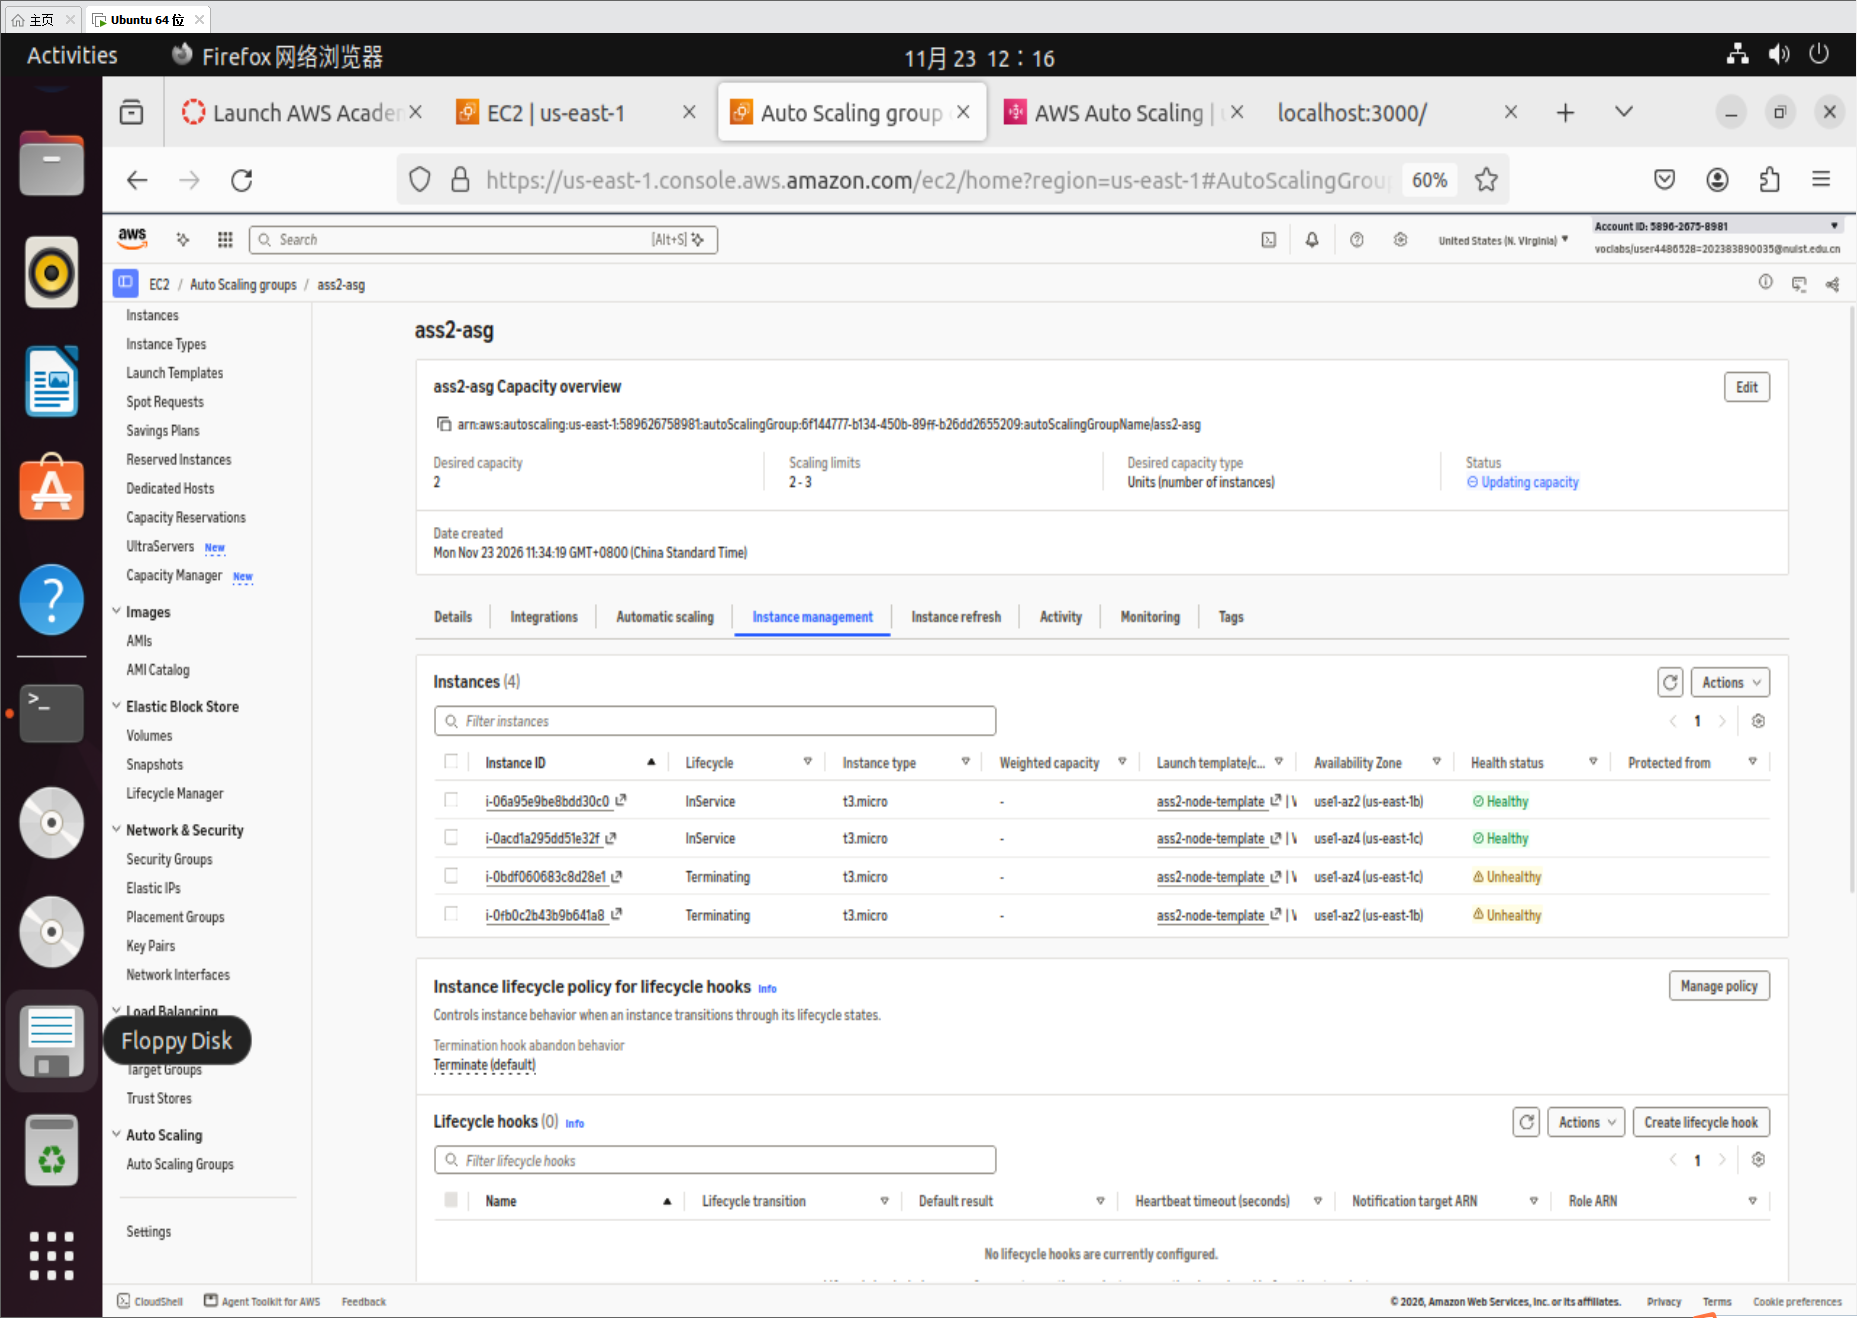 主页
Ubuntu 64 位
Activities
Firefox 网络浏览器
11月 23 12：16
Launch AWS Acader
EC2 | us-east-1
Auto Scaling group
AWS Auto Scaling |
localhost:3000/
https://us-east-1.console.aws.amazon.com/ec2/home?region=us-east-1#AutoScalingGrou
60%
aws
Search
[Alt+S]
United States (N. Virginia)
Account ID: 5896-2675-8981
voclabs/user4486528=202383890035@nuist.edu.cn
EC2 / Auto Scaling groups / ass2-asg
Instances
Instance Types
Launch Templates
Spot Requests
Savings Plans
Reserved Instances
Dedicated Hosts
Capacity Reservations
UltraServers New
Capacity Manager New
Images
AMIs
AMI Catalog
Elastic Block Store
Volumes
Snapshots
Lifecycle Manager
Network & Security
Security Groups
Elastic IPs
Placement Groups
Key Pairs
Network Interfaces
Load Balancing
Floppy Disk
Target Groups
Trust Stores
Auto Scaling
Auto Scaling Groups
Settings
ass2-asg
ass2-asg Capacity overview
Edit
arn:aws:autoscaling:us-east-1:589626758981:autoScalingGroup:6f144777-b134-450b-89ff-b26dd2655209:autoScalingGroupName/ass2-asg
Desired capacity
2
Scaling limits
2 - 3
Desired capacity type
Units (number of instances)
Status
Updating capacity
Date created
Mon Nov 23 2026 11:34:19 GMT+0800 (China Standard Time)
Details
Integrations
Automatic scaling
Instance management
Instance refresh
Activity
Monitoring
Tags
Instances (4)
Actions
Filter instances
1
Instance ID Lifecycle Instance type Weighted capacity Launch template/c... Availability Zone Health status Protected from
i-06a95e9be8bdd30c0 InService t3.micro - ass2-node-template | use1-az2 (us-east-1b) Healthy
i-0acd1a295dd51e32f InService t3.micro - ass2-node-template | use1-az4 (us-east-1c) Healthy
i-0bdf060683c8d28e1 Terminating t3.micro - ass2-node-template | use1-az4 (us-east-1c) Unhealthy
i-0fb0c2b43b9b641a8 Terminating t3.micro - ass2-node-template | use1-az2 (us-east-1b) Unhealthy
Instance lifecycle policy for lifecycle hooks Info
Manage policy
Controls instance behavior when an instance transitions through its lifecycle states.
Termination hook abandon behavior
Terminate (default)
Lifecycle hooks (0) Info
Actions
Create lifecycle hook
Filter lifecycle hooks
1
Name Lifecycle transition Default result Heartbeat timeout (seconds) Notification target ARN Role ARN
No lifecycle hooks are currently configured.
CloudShell
Agent Toolkit for AWS
Feedback
© 2026, Amazon Web Services, Inc. or its affiliates.
Privacy
Terms
Cookie preferences